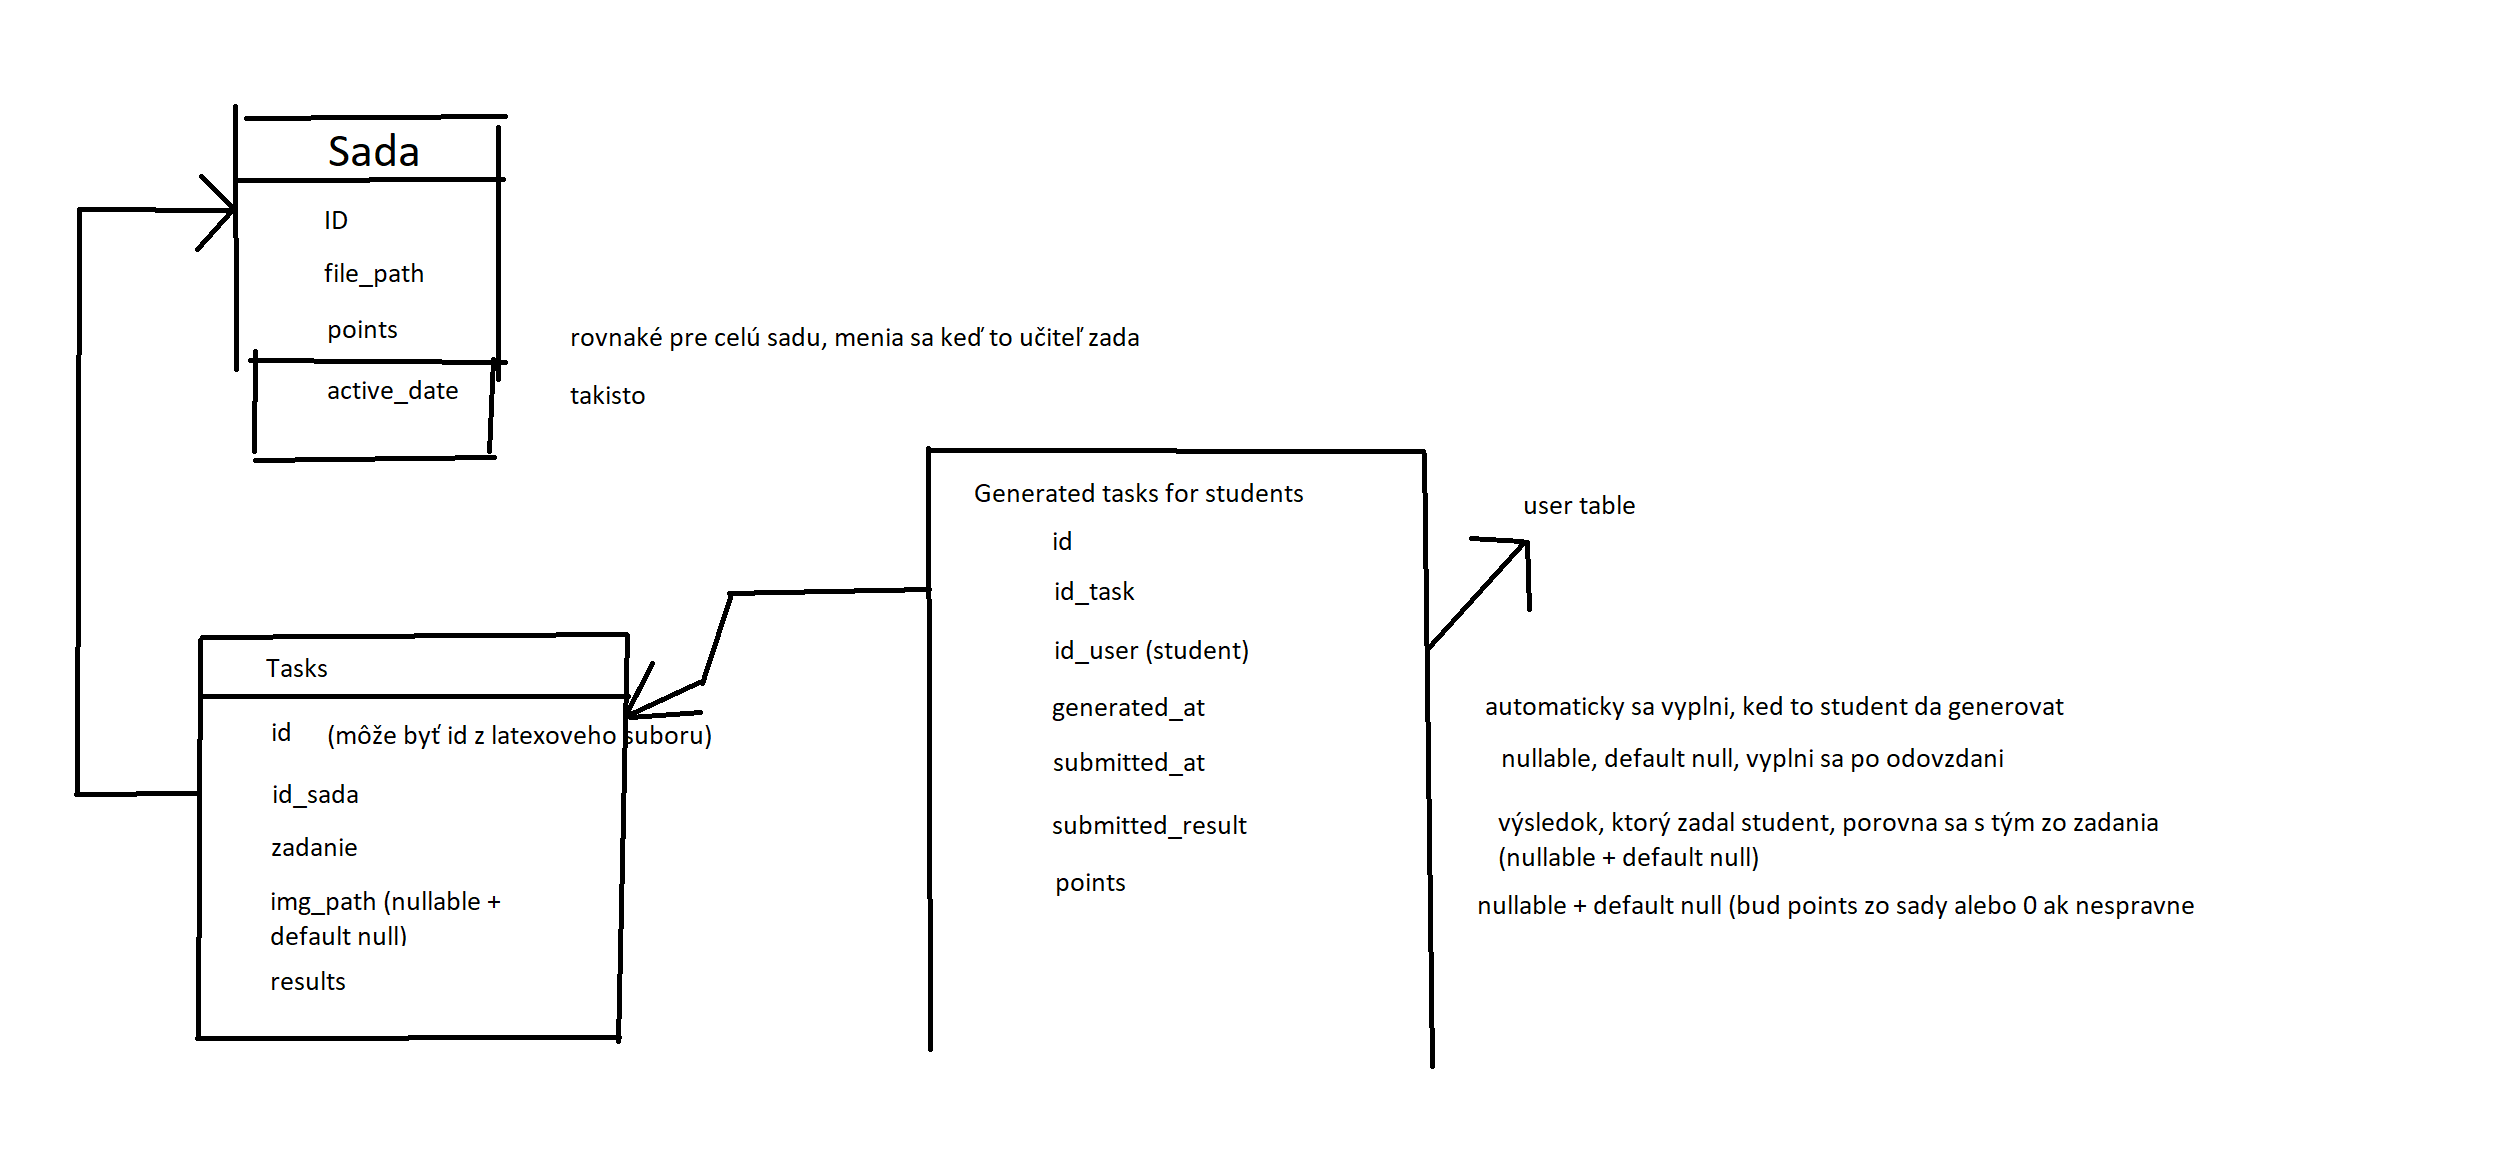 Sada
ID
file_path
points
rovnaké pre celú sadu, menia sa keď to učiteľ zada
active_date
takisto
Tasks
id
(môže byť id z latexoveho suboru)
id_sada
zadanie
img_path (nullable +
default null)
results
Generated tasks for students
id
id_task
id_user (student)
generated_at
submitted_at
submitted_result
points
user table
automaticky sa vyplni, ked to student da generovat
nullable, default null, vyplni sa po odovzdani
výsledok, ktorý zadal student, porovna sa s tým zo zadania
(nullable + default null)
nullable + default null (bud points zo sady alebo 0 ak nespravne